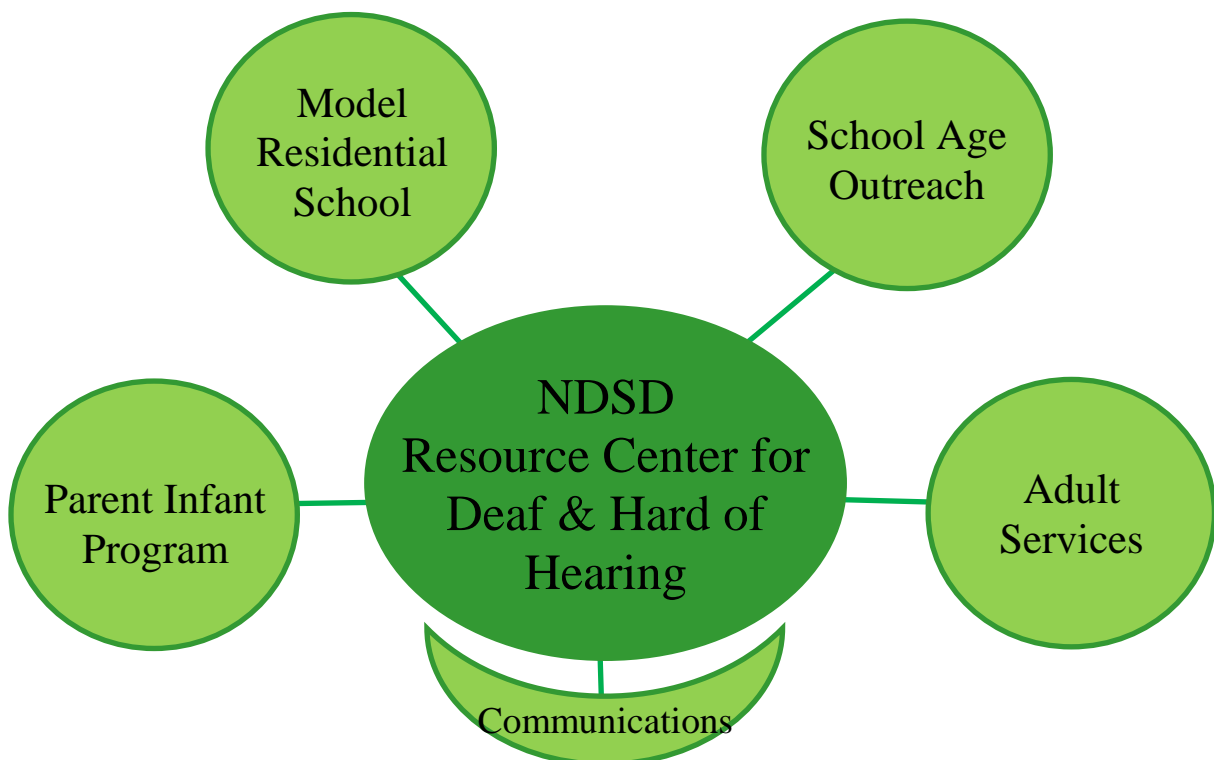 Model
Residential
School
School Age
Outreach
NDSD
Resource Center for
Deaf & Hard of
Hearing
Parent Infant
Program
Adult
Services
Communications